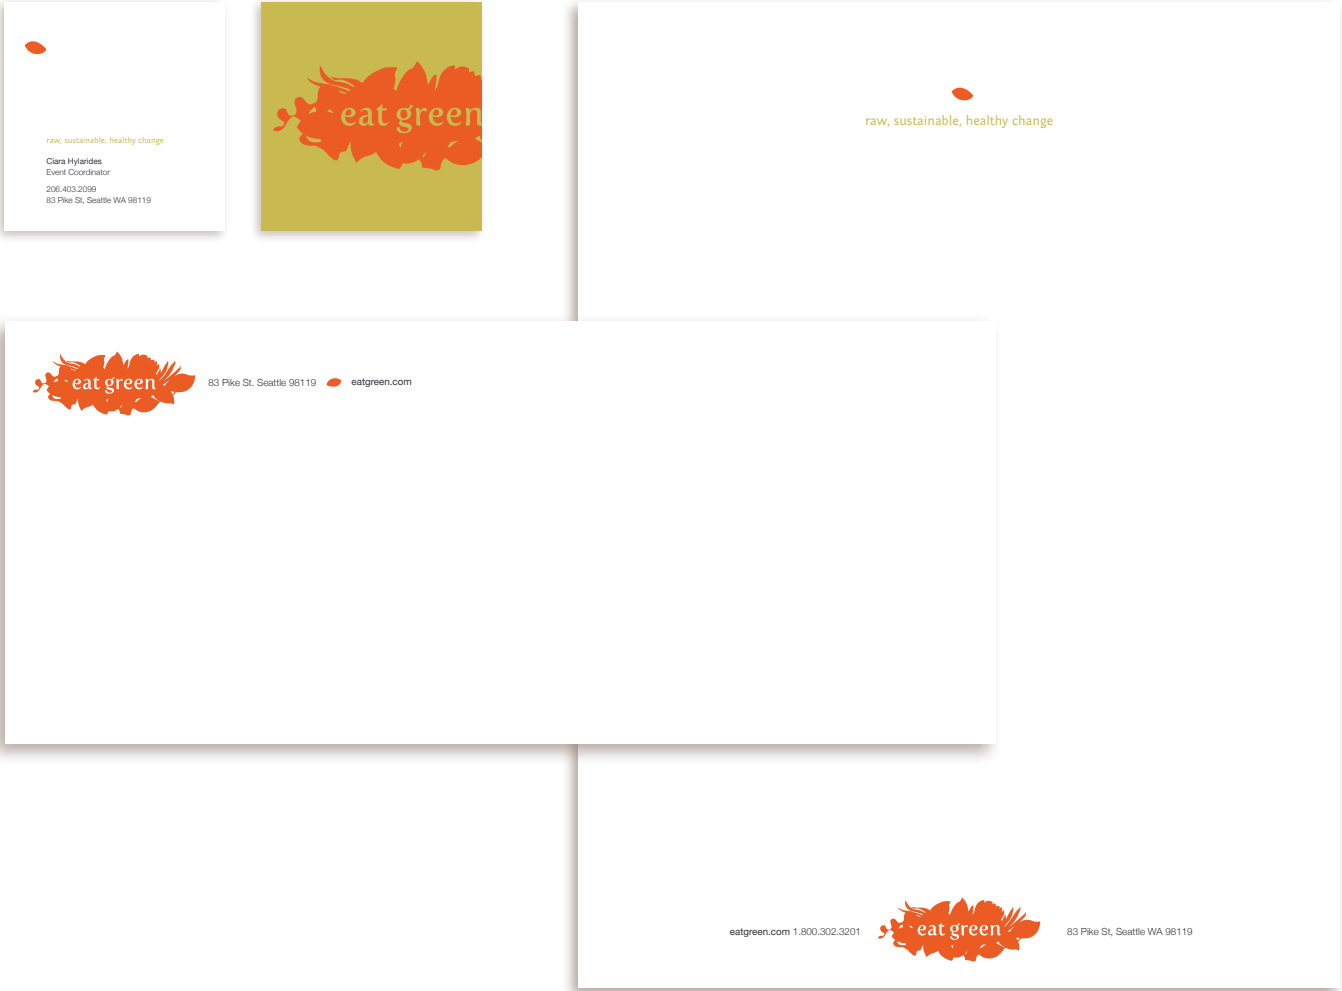 raw, sustainable, healthy change
Ciara Hylarides
Event Coordinator
206.403.2099
83 Pike St, Seattle WA 98119
eat green
raw, sustainable, healthy change
eat green
83 Pike St. Seattle 98119 eatgreen.com
eatgreen.com 1.800.302.3201
eat green
83 Pike St, Seattle WA 98119